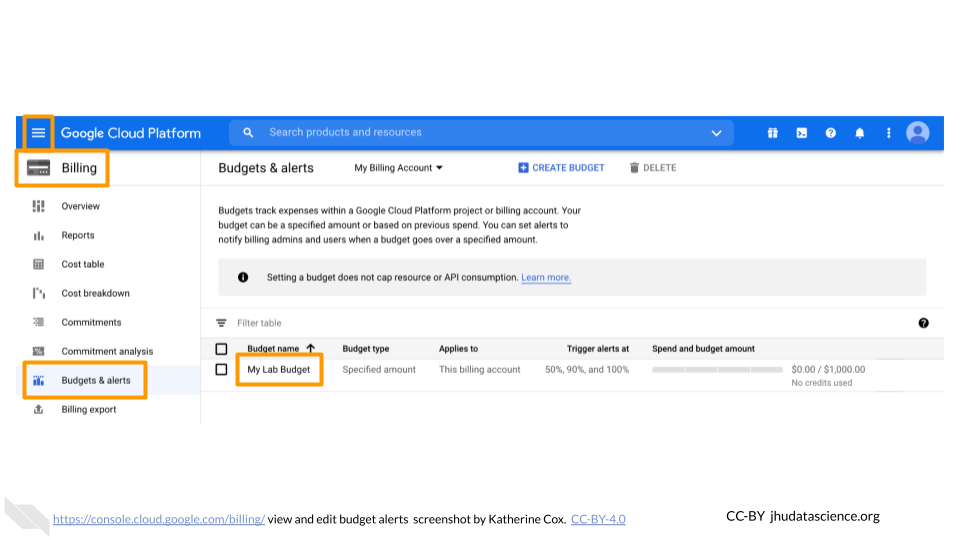 Google Cloud Platform
Search products and resources
Billing
Budgets & alerts
My Billing Account
CREATE BUDGET
DELETE
Overview
Reports
Cost table
Cost breakdown
Commitments
Commitment analysis
Budgets & alerts
Billing export
Budgets track expenses within a Google Cloud Platform project or billing account. Your
budget can be a specified amount or based on previous spend. You can set alerts to
notify billing admins and users when a budget goes over a specified amount.
Setting a budget does not cap resource or API consumption. Learn more.
Filter table
Budget name Budget type Applies to Trigger alerts at Spend and budget amount
My Lab Budget Specified amount This billing account 50%, 90%, and 100% $0.00 / $1,000.00
No credits used
https://console.cloud.google.com/billing/ view and edit budget alerts screenshot by Katherine Cox. CC-BY-4.0
CC-BY jhudatascience.org